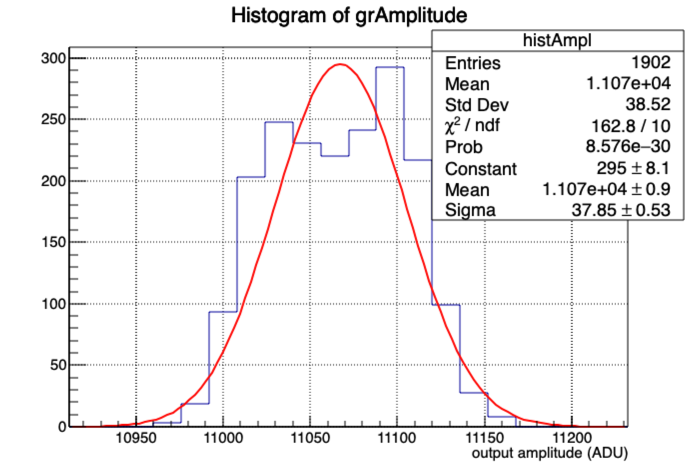 Histogram of grAmplitude
histAmpl
Entries 1902
Mean 1.107e+04
Std Dev 38.52
χ² / ndf 162.8 / 10
Prob 8.576e−30
Constant 295 ± 8.1
Mean 1.107e+04 ± 0.9
Sigma 37.85 ± 0.53
300
250
200
150
100
50
0
10950 11000 11050 11100 11150 11200
output amplitude (ADU)